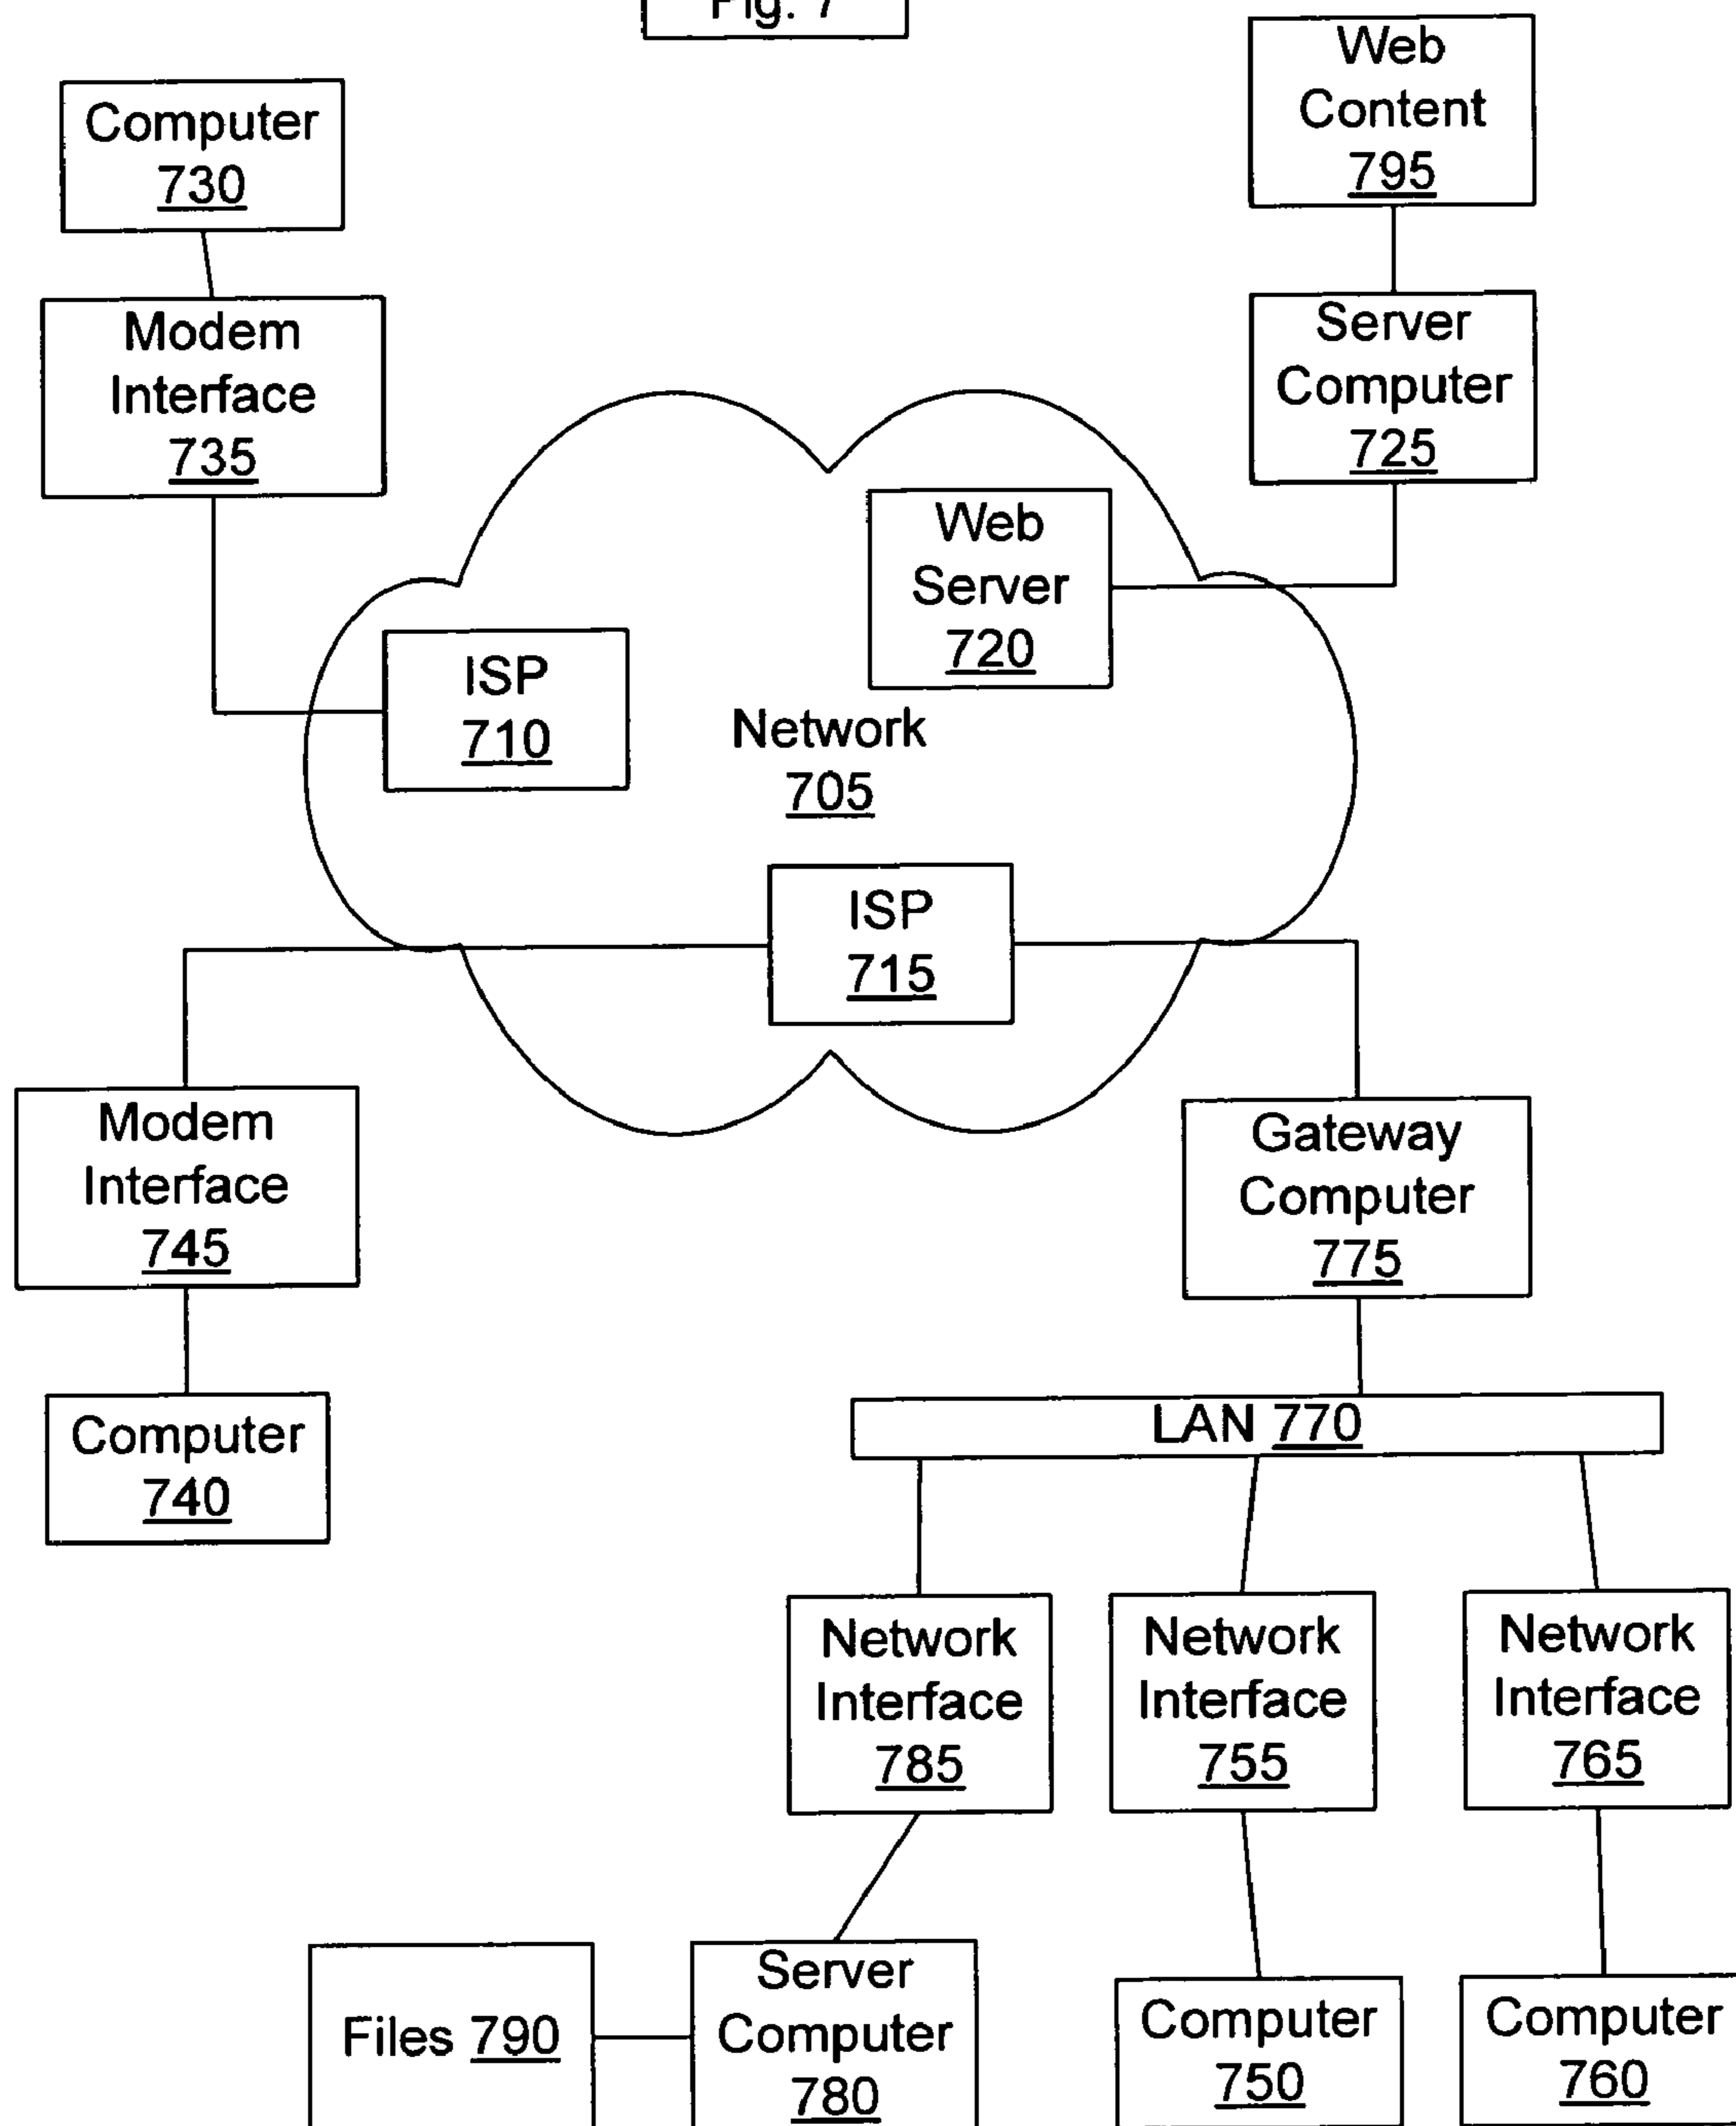 Fig. 7
Web
Content
795
Computer
730
Modem
Interface
735
Server
Computer
725
Web
Server
720
ISP
710
Network
705
ISP
715
Modem
Interface
745
Gateway
Computer
775
Computer
740
LAN 770
Network
Interface
785
Network
Interface
755
Network
Interface
765
Files 790
Server
Computer
780
Computer
750
Computer
760